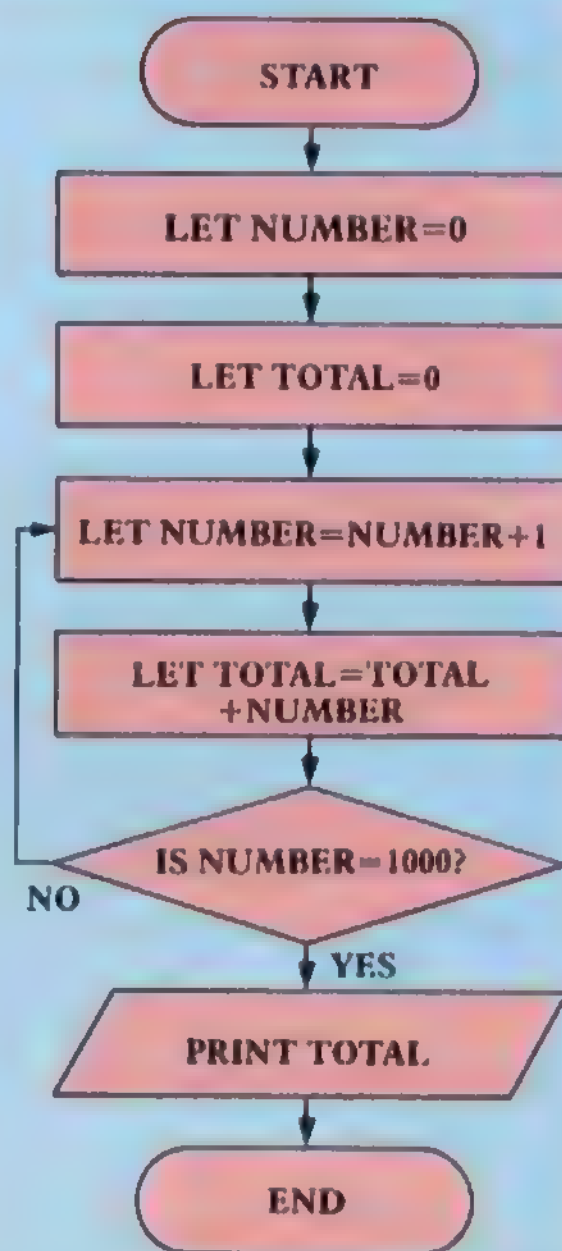 START
LET NUMBER=0
LET TOTAL=0
LET NUMBER=NUMBER+1
LET TOTAL=TOTAL
+NUMBER
IS NUMBER=1000?
NO
YES
PRINT TOTAL
END